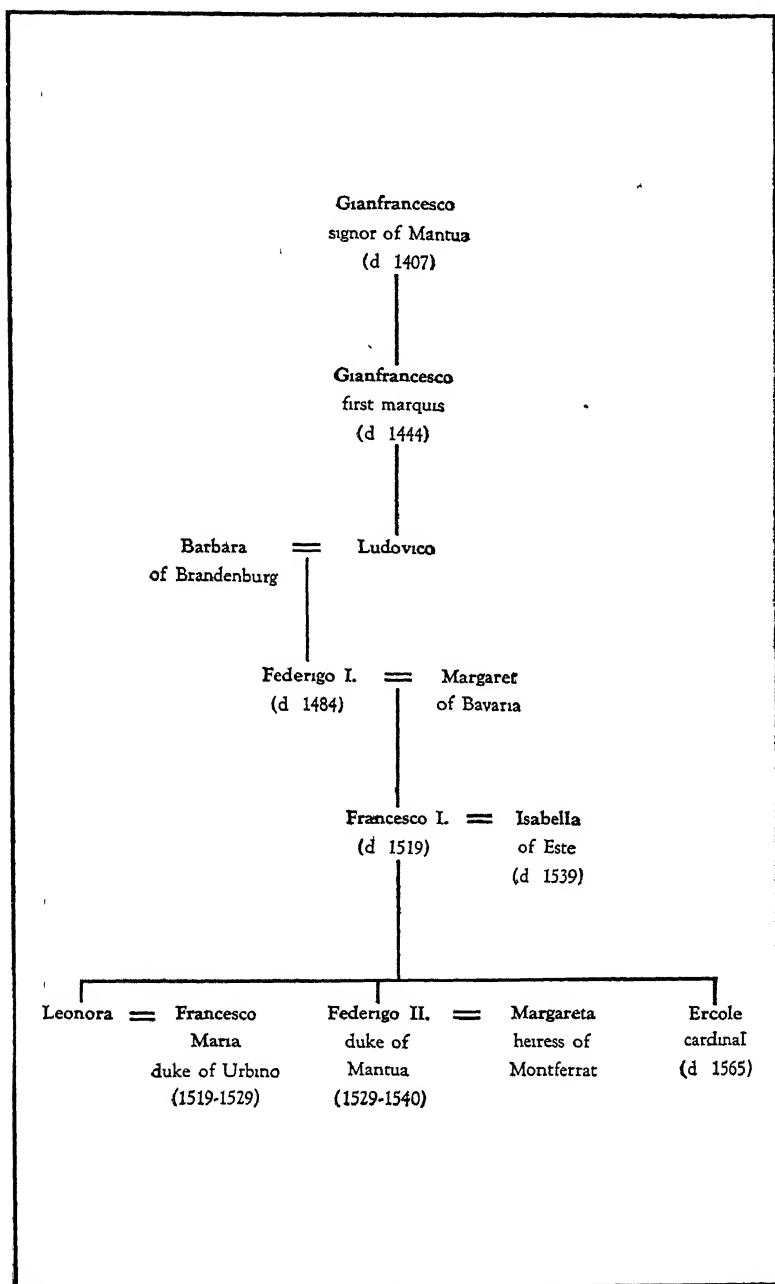 Gianfrancesco
signor of Mantua
(d 1407)
Gianfrancesco
first marquis
(d 1444)
Barbara = Ludovico
of Brandenburg
Federigo I. = Margaret
(d 1484) of Bavaria
Francesco I. = Isabella
(d 1519) of Este
(d 1539)
Leonora = Francesco Federigo II. = Margareta Ercole
Maria duke of heiress of cardinal
duke of Urbino Mantua Montferrat (d 1565)
(1519-1529) (1529-1540)